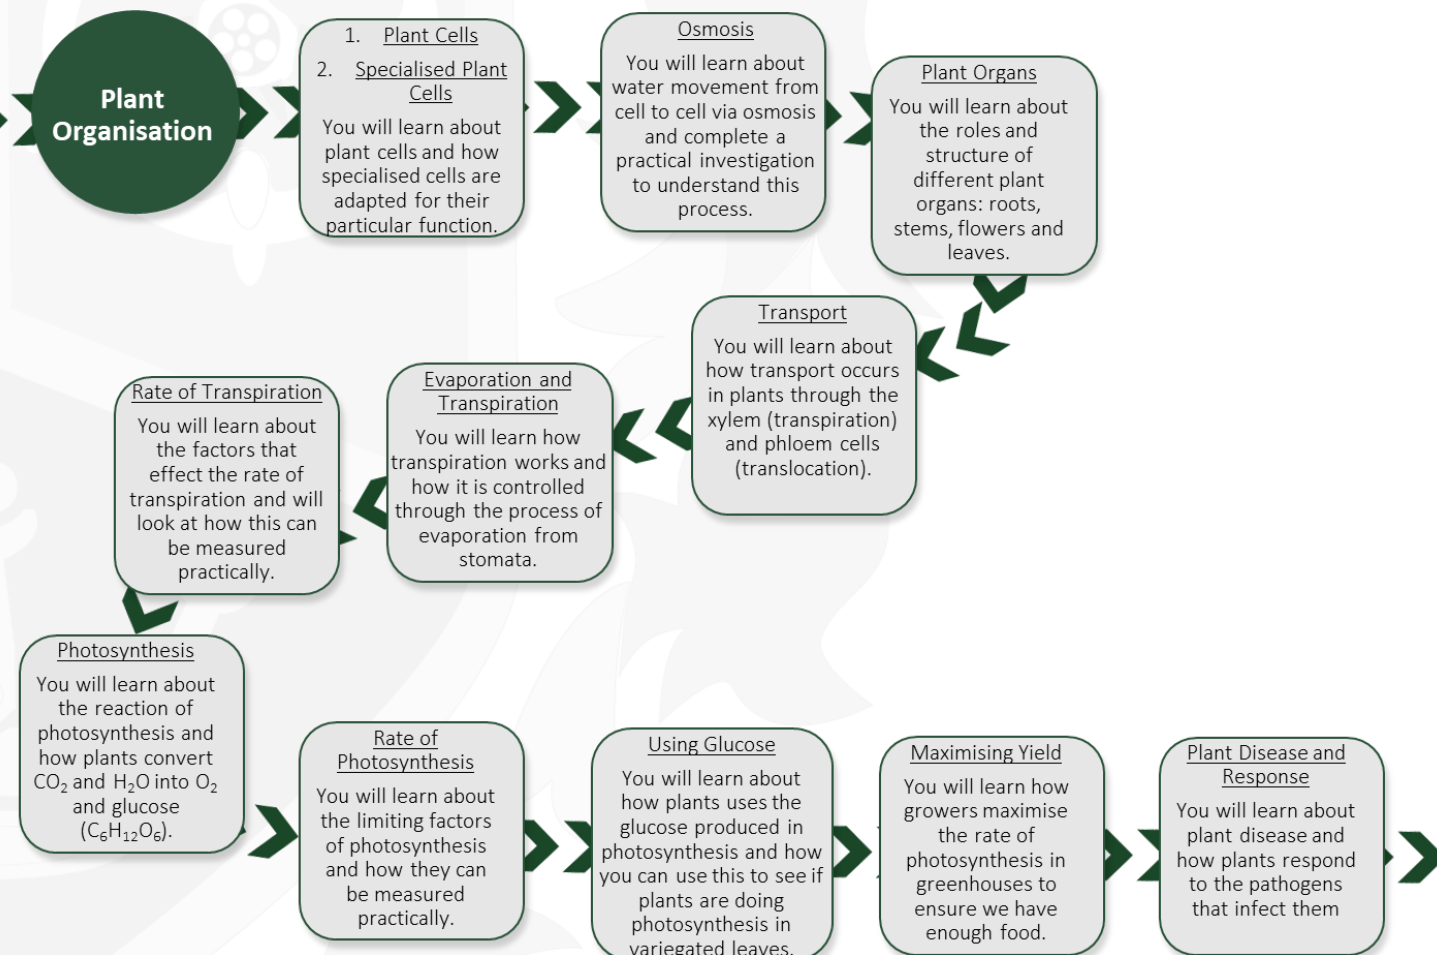 Plant
Organisation
1. Plant Cells
2. Specialised Plant
Cells
You will learn about
plant cells and how
specialised cells are
adapted for their
particular function.
Osmosis
You will learn about
water movement from
cell to cell via osmosis
and complete a
practical investigation
to understand this
process.
Plant Organs
You will learn about
the roles and
structure of
different plant
organs: roots,
stems, flowers and
leaves.
Transport
You will learn about
how transport occurs
in plants through the
xylem (transpiration)
and phloem cells
(translocation).
Evaporation and
Transpiration
You will learn how
transpiration works and
how it is controlled
through the process of
evaporation from
stomata.
Rate of Transpiration
You will learn about
the factors that
effect the rate of
transpiration and will
look at how this can
be measured
practically.
Photosynthesis
You will learn about
the reaction of
photosynthesis and
how plants convert
CO₂ and H₂O into O₂
and glucose
(C₆H₁₂O₆).
Rate of
Photosynthesis
You will learn about
the limiting factors
of photosynthesis
and how they can
be measured
practically.
Using Glucose
You will learn about
how plants uses the
glucose produced in
photosynthesis and how
you can use this to see if
plants are doing
photosynthesis in
variegated leaves.
Maximising Yield
You will learn how
growers maximise
the rate of
photosynthesis in
greenhouses to
ensure we have
enough food.
Plant Disease and
Response
You will learn about
plant disease and
how plants respond
to the pathogens
that infect them